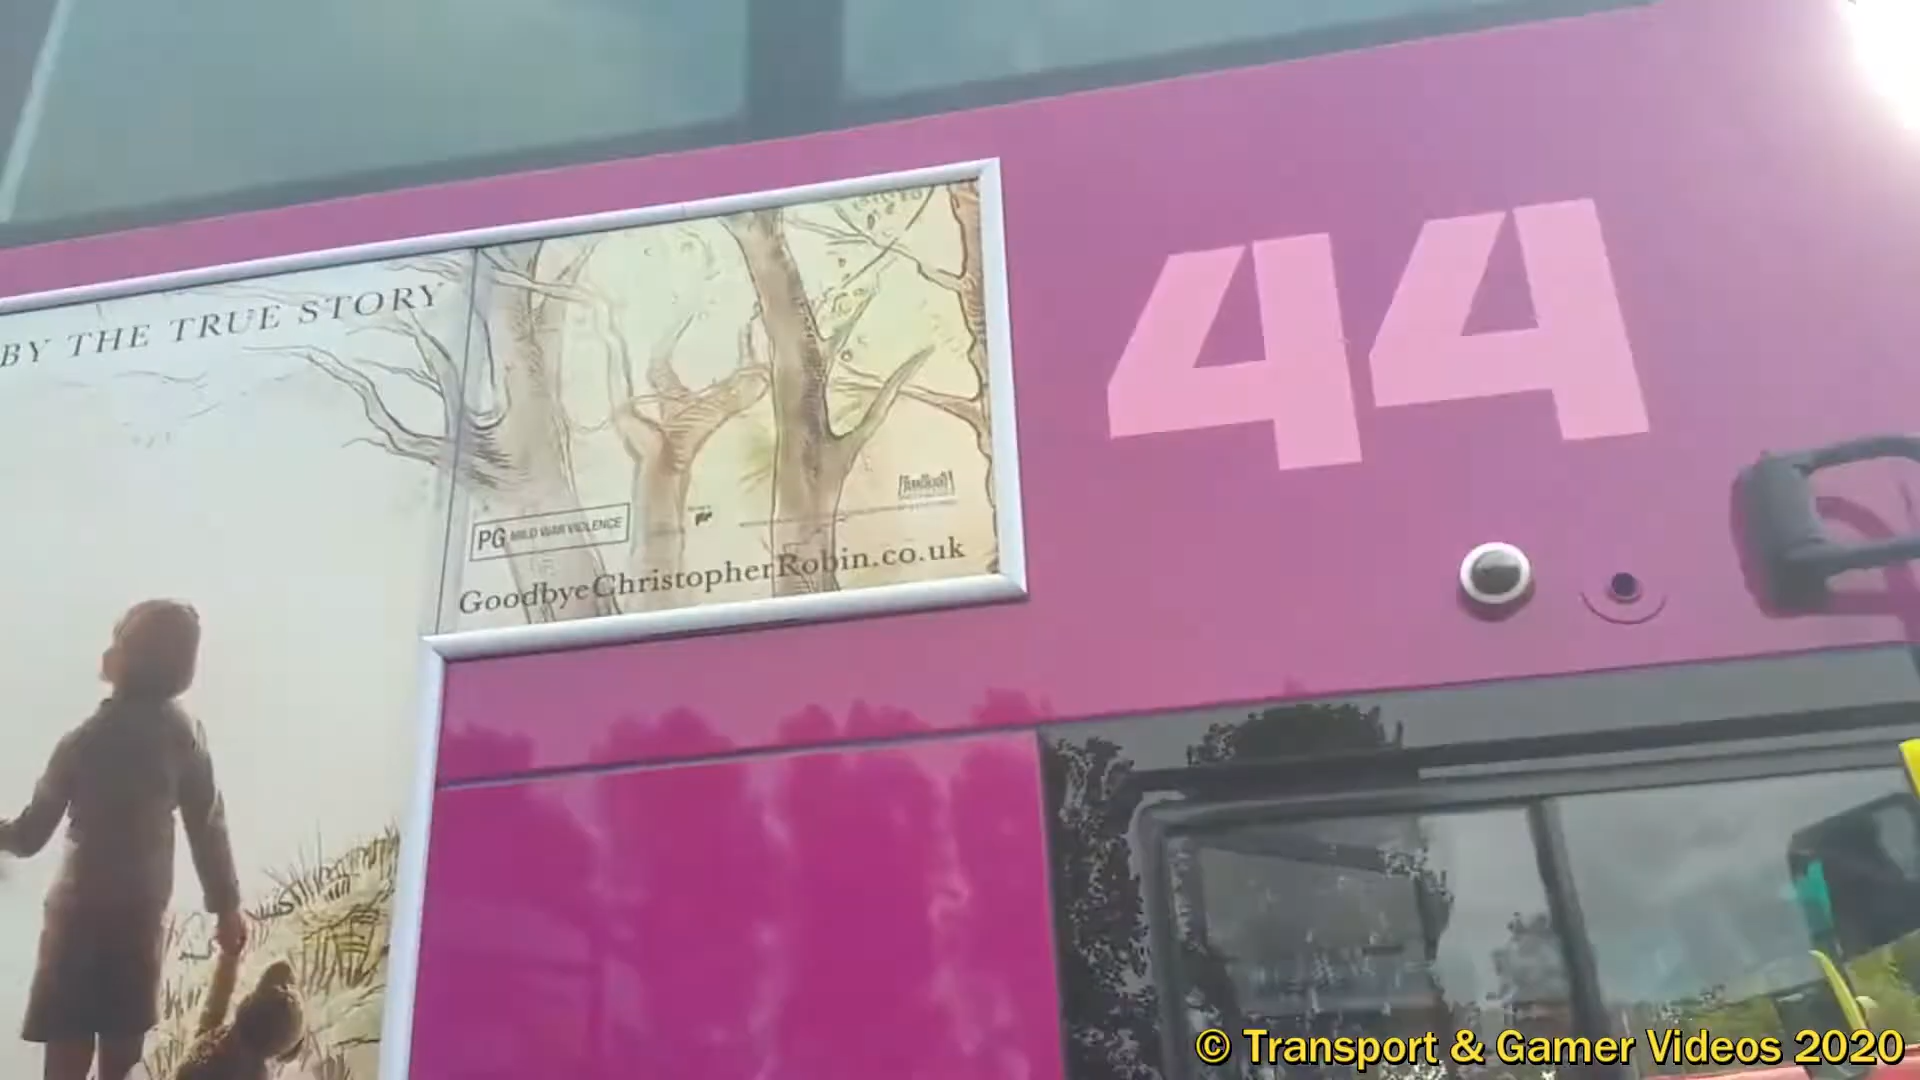 BY THE TRUE STORY
44
PG MILD WAR VIOLENCE
GoodbyeChristopherRobin.co.uk
© Transport & Gamer Videos 2020